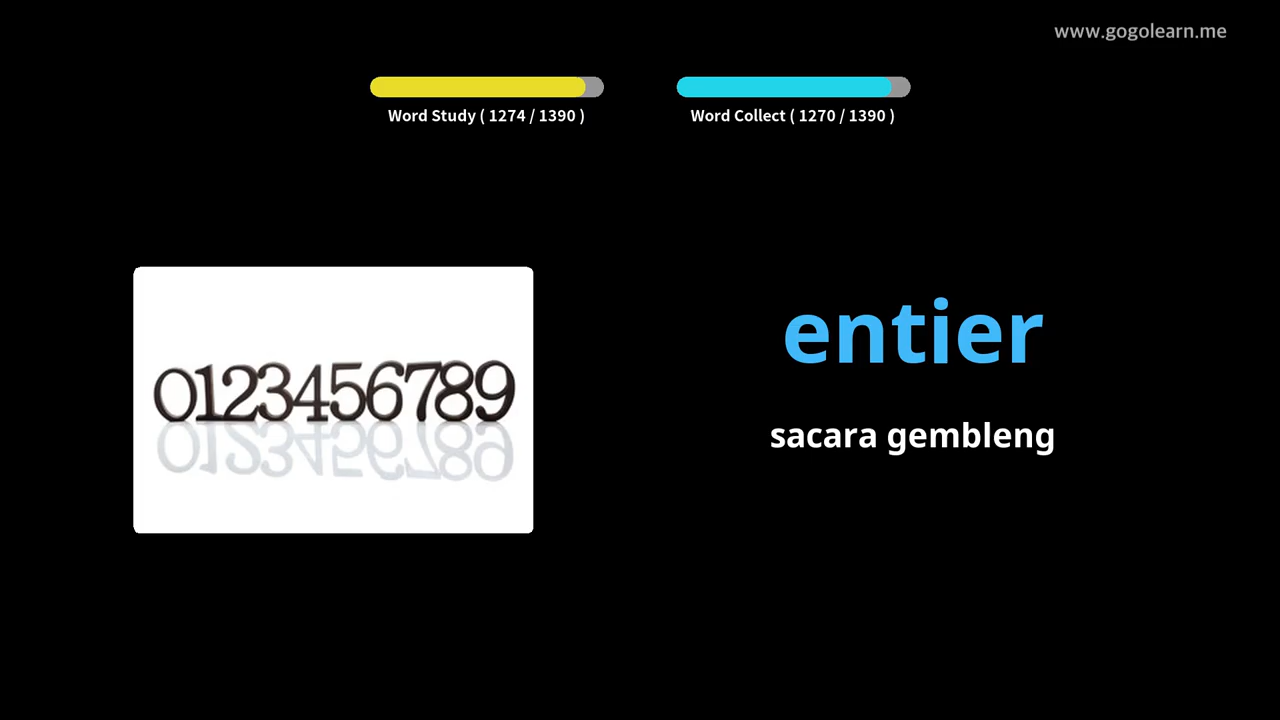 www.gogolearn.me
Word Study ( 1274 / 1390 )
Word Collect ( 1270 / 1390 )
0123456789
entier
sacara gembleng